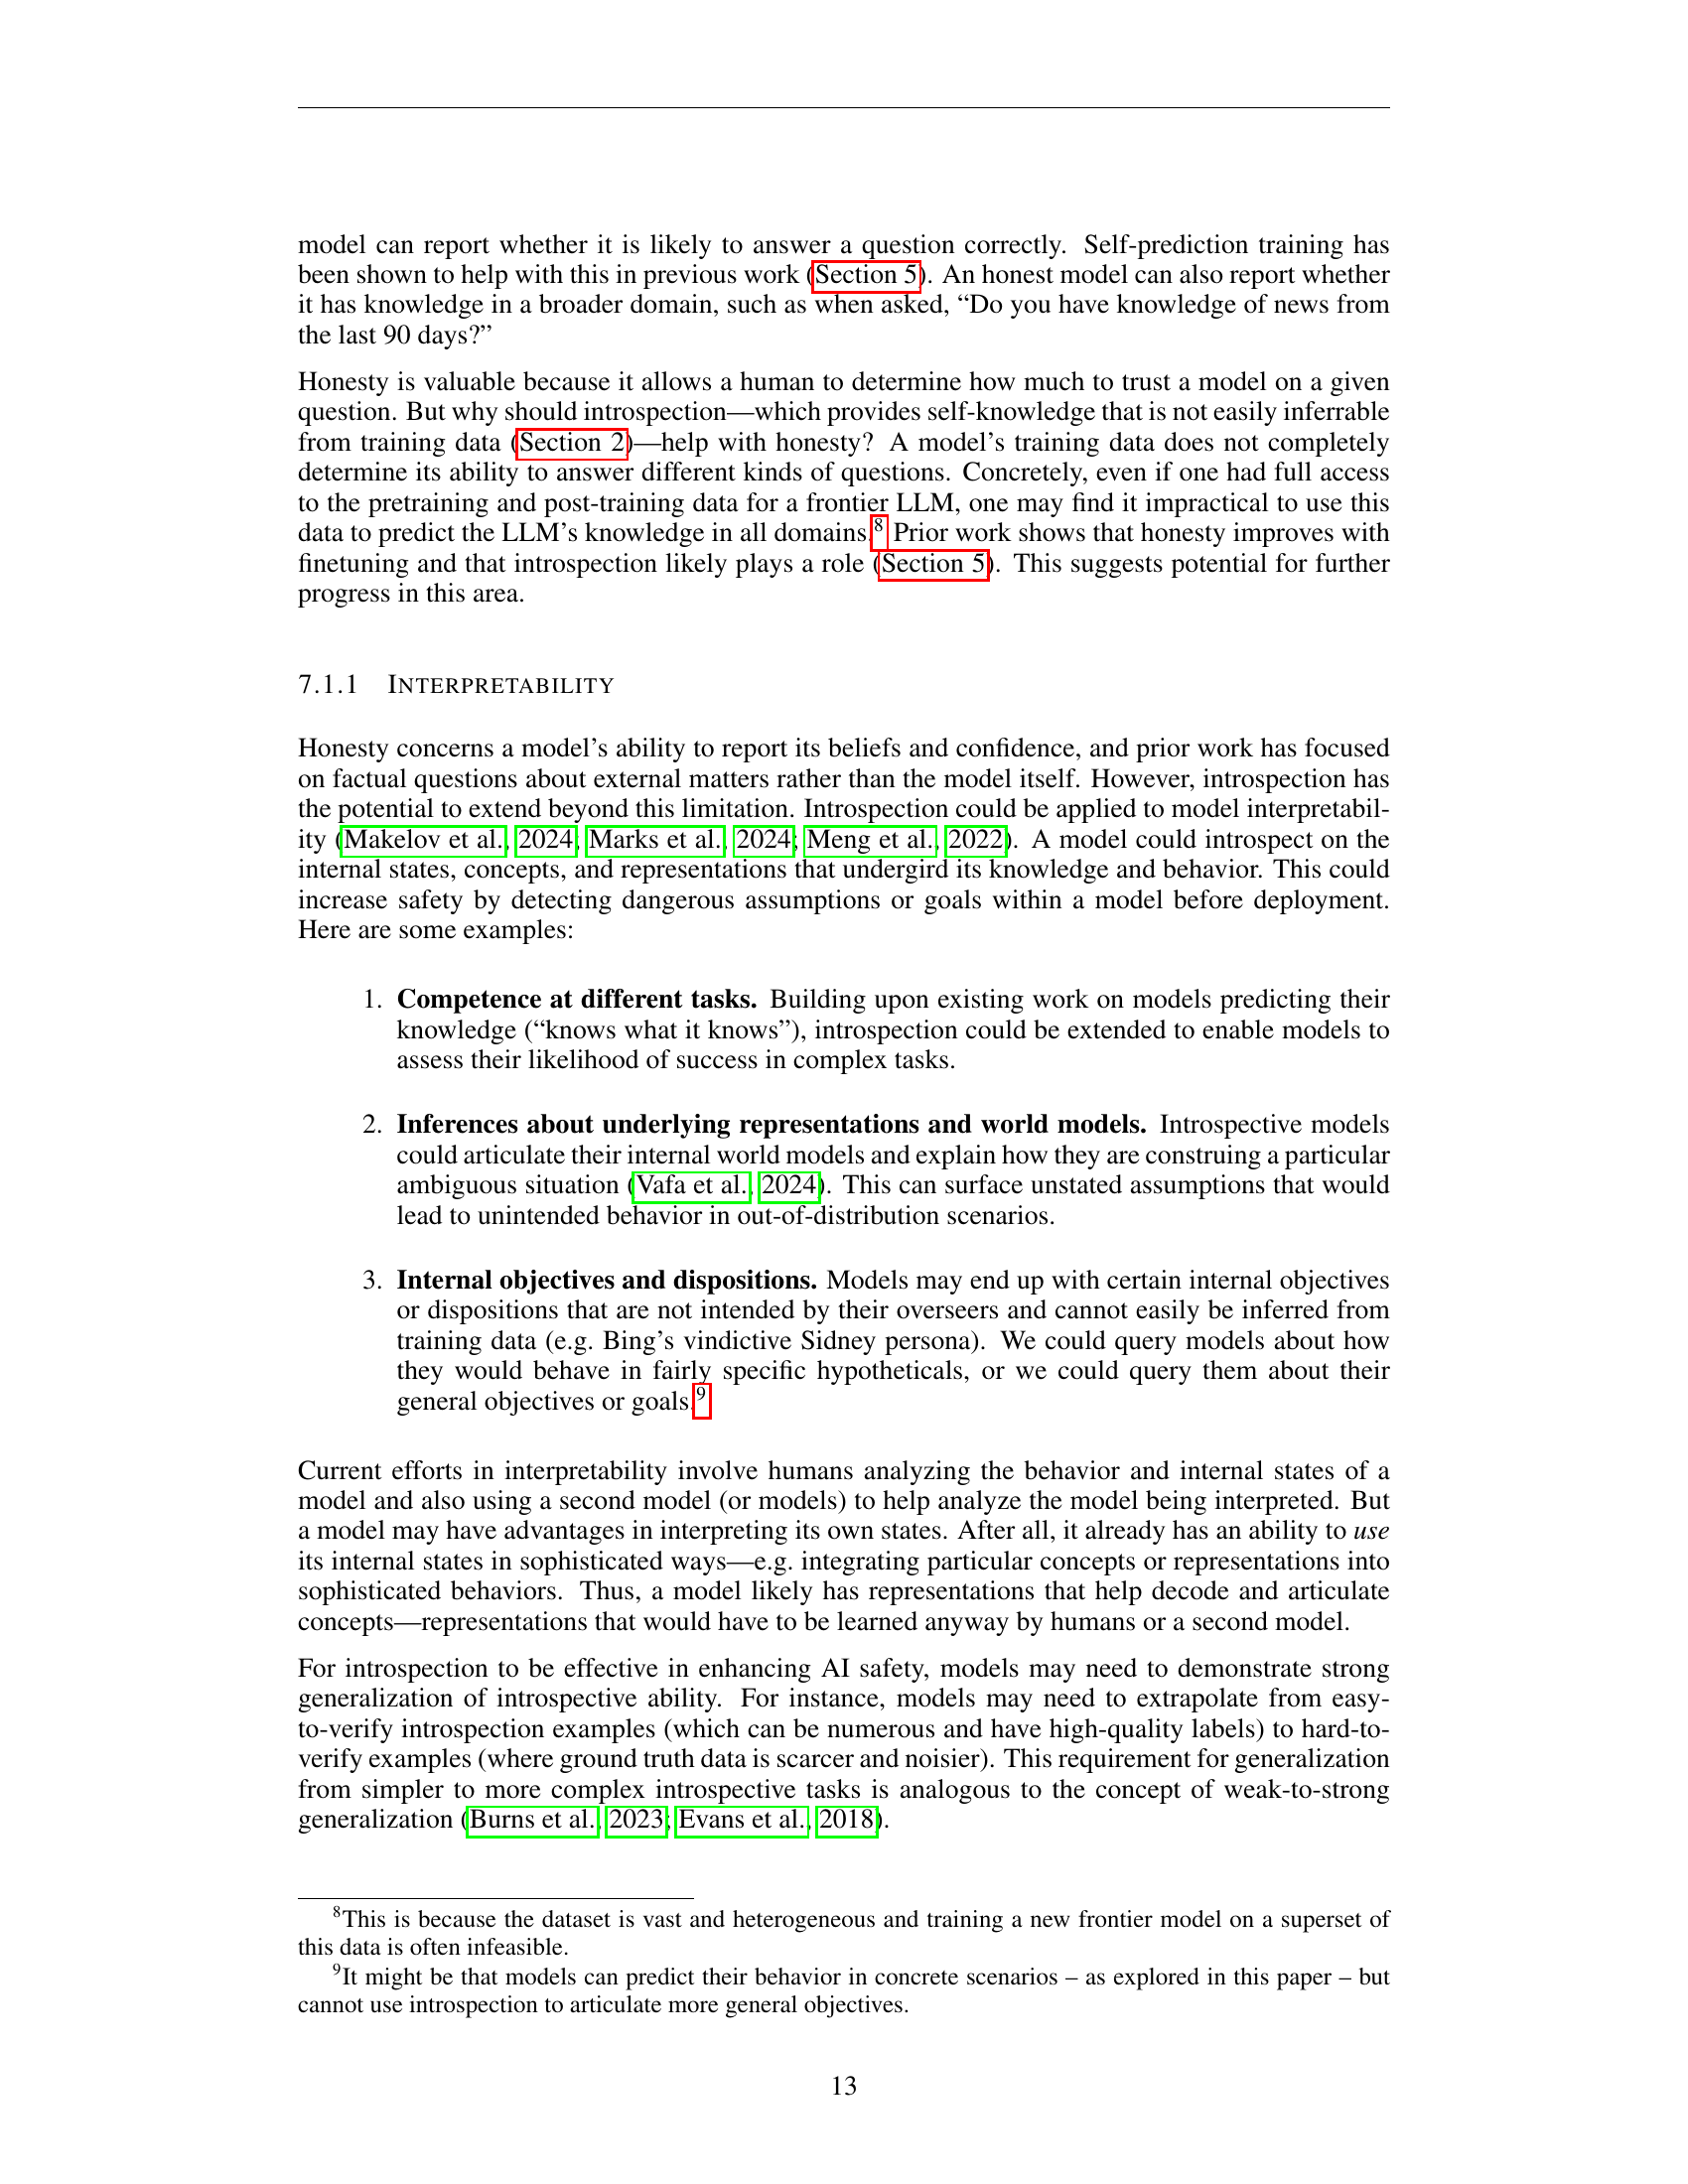 model can report whether it is likely to answer a question correctly. Self-prediction training has
been shown to help with this in previous work (Section 5). An honest model can also report whether
it has knowledge in a broader domain, such as when asked, “Do you have knowledge of news from
the last 90 days?”
Honesty is valuable because it allows a human to determine how much to trust a model on a given
question. But why should introspection—which provides self-knowledge that is not easily inferrable
from training data (Section 2)—help with honesty? A model’s training data does not completely
determine its ability to answer different kinds of questions. Concretely, even if one had full access
to the pretraining and post-training data for a frontier LLM, one may find it impractical to use this
data to predict the LLM’s knowledge in all domains.8 Prior work shows that honesty improves with
finetuning and that introspection likely plays a role (Section 5). This suggests potential for further
progress in this area.
7.1.1 INTERPRETABILITY
Honesty concerns a model’s ability to report its beliefs and confidence, and prior work has focused
on factual questions about external matters rather than the model itself. However, introspection has
the potential to extend beyond this limitation. Introspection could be applied to model interpretabil-
ity (Makelov et al., 2024; Marks et al., 2024; Meng et al., 2022). A model could introspect on the
internal states, concepts, and representations that undergird its knowledge and behavior. This could
increase safety by detecting dangerous assumptions or goals within a model before deployment.
Here are some examples:
1. Competence at different tasks. Building upon existing work on models predicting their
knowledge (“knows what it knows”), introspection could be extended to enable models to
assess their likelihood of success in complex tasks.
2. Inferences about underlying representations and world models. Introspective models
could articulate their internal world models and explain how they are construing a particular
ambiguous situation (Vafa et al., 2024). This can surface unstated assumptions that would
lead to unintended behavior in out-of-distribution scenarios.
3. Internal objectives and dispositions. Models may end up with certain internal objectives
or dispositions that are not intended by their overseers and cannot easily be inferred from
training data (e.g. Bing’s vindictive Sidney persona). We could query models about how
they would behave in fairly specific hypotheticals, or we could query them about their
general objectives or goals.9
Current efforts in interpretability involve humans analyzing the behavior and internal states of a
model and also using a second model (or models) to help analyze the model being interpreted. But
a model may have advantages in interpreting its own states. After all, it already has an ability to use
its internal states in sophisticated ways—e.g. integrating particular concepts or representations into
sophisticated behaviors. Thus, a model likely has representations that help decode and articulate
concepts—representations that would have to be learned anyway by humans or a second model.
For introspection to be effective in enhancing AI safety, models may need to demonstrate strong
generalization of introspective ability. For instance, models may need to extrapolate from easy-
to-verify introspection examples (which can be numerous and have high-quality labels) to hard-to-
verify examples (where ground truth data is scarcer and noisier). This requirement for generalization
from simpler to more complex introspective tasks is analogous to the concept of weak-to-strong
generalization (Burns et al., 2023; Evans et al., 2018).
8This is because the dataset is vast and heterogeneous and training a new frontier model on a superset of
this data is often infeasible.
9It might be that models can predict their behavior in concrete scenarios – as explored in this paper – but
cannot use introspection to articulate more general objectives.
13